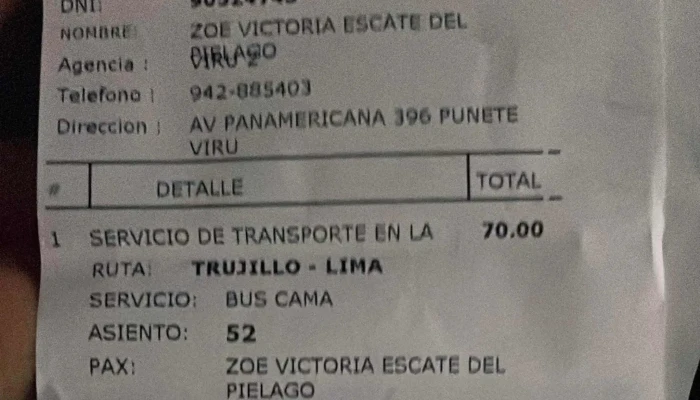 DNI:
NOMBRE: ZOE VICTORIA ESCATE DEL
PIELAGO
Agencia : VIRU 2
Telefono : 942-885403
Direccion : AV PANAMERICANA 396 PUNETE
VIRU
# DETALLE TOTAL
1 SERVICIO DE TRANSPORTE EN LA 70.00
RUTA: TRUJILLO - LIMA
SERVICIO: BUS CAMA
ASIENTO: 52
PAX: ZOE VICTORIA ESCATE DEL
PIELAGO